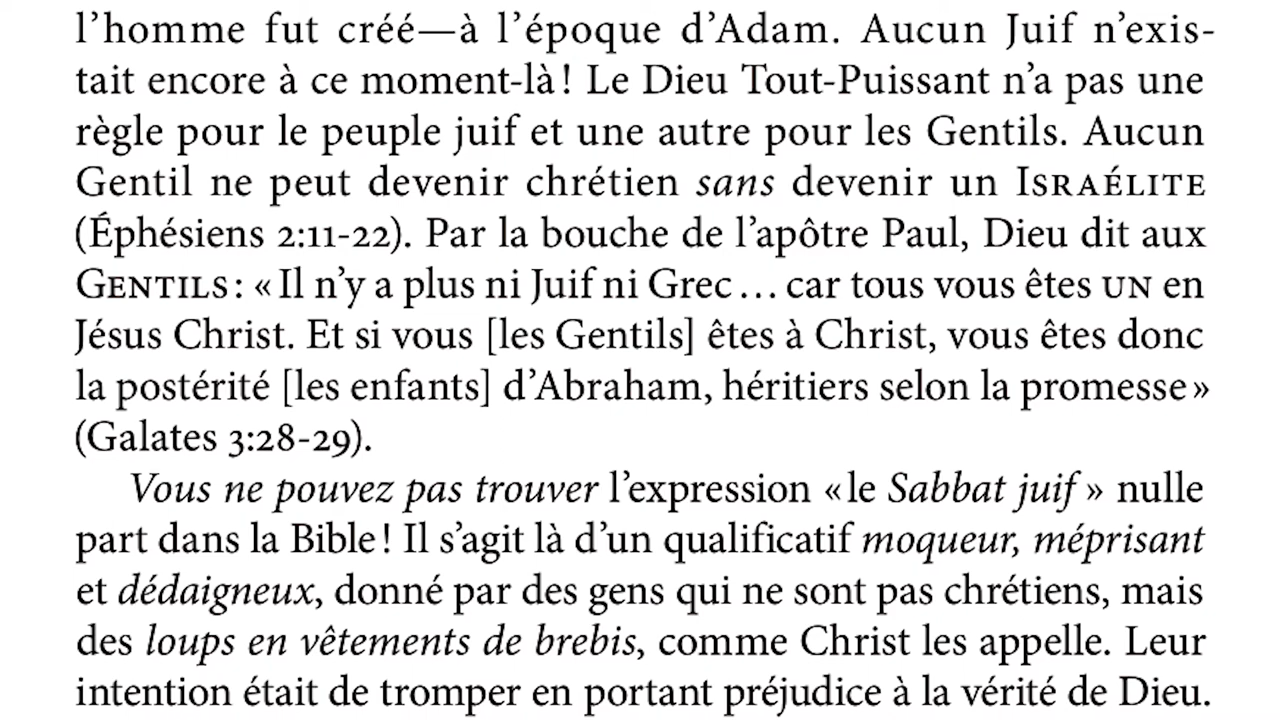 l’homme fut créé—à l’époque d’Adam. Aucun Juif n’exis-
tait encore à ce moment-là! Le Dieu Tout-Puissant n’a pas une
règle pour le peuple juif et une autre pour les Gentils. Aucun
Gentil ne peut devenir chrétien sans devenir un ISRAÉLITE
(Éphésiens 2:11-22). Par la bouche de l’apôtre Paul, Dieu dit aux
GENTILS: «Il n’y a plus ni Juif ni Grec… car tous vous êtes UN en
Jésus Christ. Et si vous [les Gentils] êtes à Christ, vous êtes donc
la postérité [les enfants] d’Abraham, héritiers selon la promesse»
(Galates 3:28-29).
Vous ne pouvez pas trouver l’expression «le Sabbat juif» nulle
part dans la Bible! Il s’agit là d’un qualificatif moqueur, méprisant
et dédaigneux, donné par des gens qui ne sont pas chrétiens, mais
des loups en vêtements de brebis, comme Christ les appelle. Leur
intention était de tromper en portant préjudice à la vérité de Dieu.